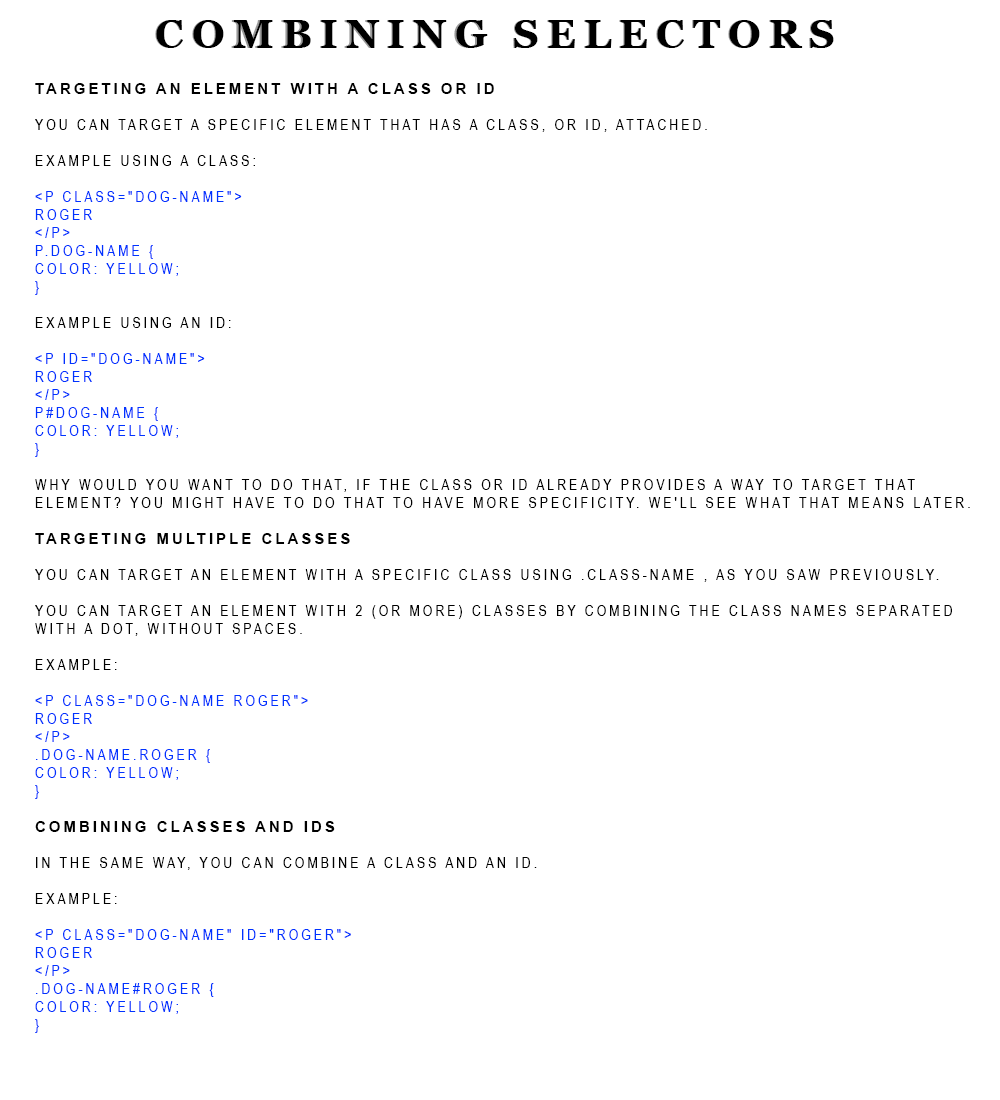 COMBINING SELECTORS
TARGETING AN ELEMENT WITH A CLASS OR ID
YOU CAN TARGET A SPECIFIC ELEMENT THAT HAS A CLASS, OR ID, ATTACHED.
EXAMPLE USING A CLASS:
<P CLASS="DOG-NAME">
ROGER
</P>
P.DOG-NAME {
COLOR: YELLOW;
}
EXAMPLE USING AN ID:
<P ID="DOG-NAME">
ROGER
</P>
P#DOG-NAME {
COLOR: YELLOW;
}
WHY WOULD YOU WANT TO DO THAT, IF THE CLASS OR ID ALREADY PROVIDES A WAY TO TARGET THAT
ELEMENT? YOU MIGHT HAVE TO DO THAT TO HAVE MORE SPECIFICITY. WE'LL SEE WHAT THAT MEANS LATER.
TARGETING MULTIPLE CLASSES
YOU CAN TARGET AN ELEMENT WITH A SPECIFIC CLASS USING .CLASS-NAME , AS YOU SAW PREVIOUSLY.
YOU CAN TARGET AN ELEMENT WITH 2 (OR MORE) CLASSES BY COMBINING THE CLASS NAMES SEPARATED
WITH A DOT, WITHOUT SPACES.
EXAMPLE:
<P CLASS="DOG-NAME ROGER">
ROGER
</P>
.DOG-NAME.ROGER {
COLOR: YELLOW;
}
COMBINING CLASSES AND IDS
IN THE SAME WAY, YOU CAN COMBINE A CLASS AND AN ID.
EXAMPLE:
<P CLASS="DOG-NAME" ID="ROGER">
ROGER
</P>
.DOG-NAME#ROGER {
COLOR: YELLOW;
}